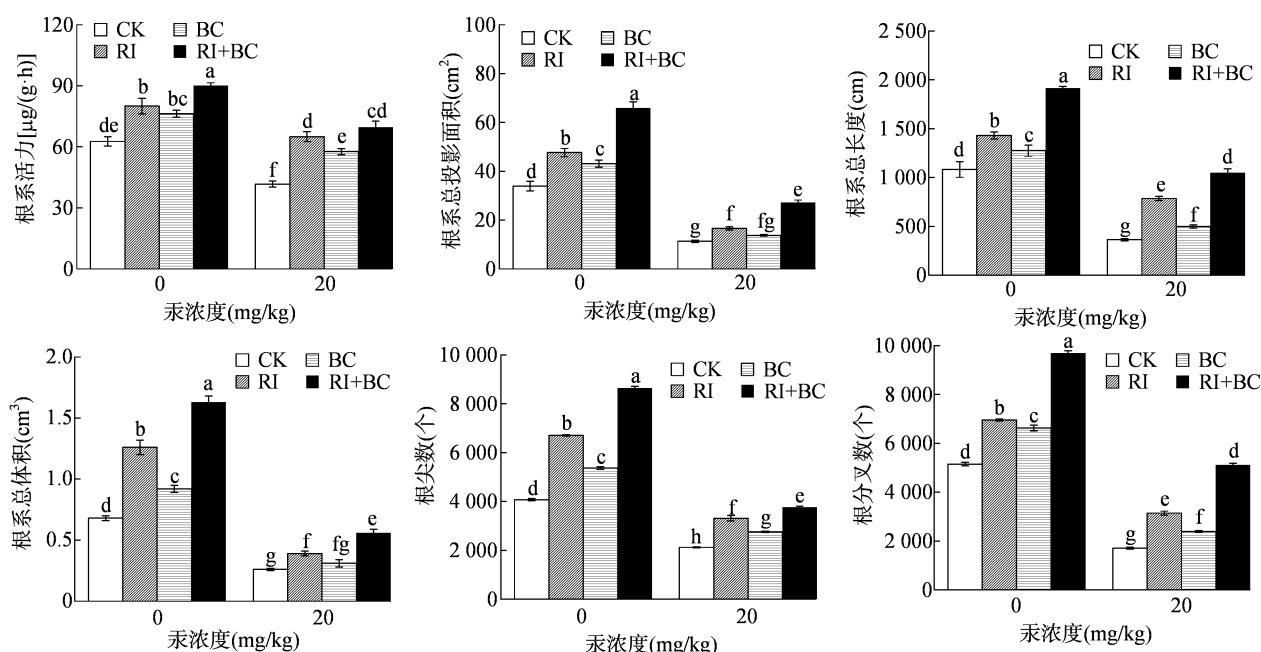 根系活力[μg/(g·h)]
120
90
60
30
0
CK BC
RI RI+BC
de b bc a
f d e cd
0 20
汞浓度(mg/kg)
根系总投影面积(cm²)
100
80
60
40
20
0
CK BC
RI RI+BC
d b c a
g f fg e
0 20
汞浓度(mg/kg)
根系总长度(cm)
2 000
1 500
1 000
500
0
CK BC
RI RI+BC
d b c a
g e f d
0 20
汞浓度(mg/kg)
根系总体积(cm³)
2.0
1.5
1.0
0.5
0
CK BC
RI RI+BC
d b c a
g f fg e
0 20
汞浓度(mg/kg)
根尖数(个)
10 000
8 000
6 000
4 000
2 000
0
CK BC
RI RI+BC
d b c a
h f g e
0 20
汞浓度(mg/kg)
根分叉数(个)
10 000
8 000
6 000
4 000
2 000
0
CK BC
RI RI+BC
d b c a
g e f d
0 20
汞浓度(mg/kg)